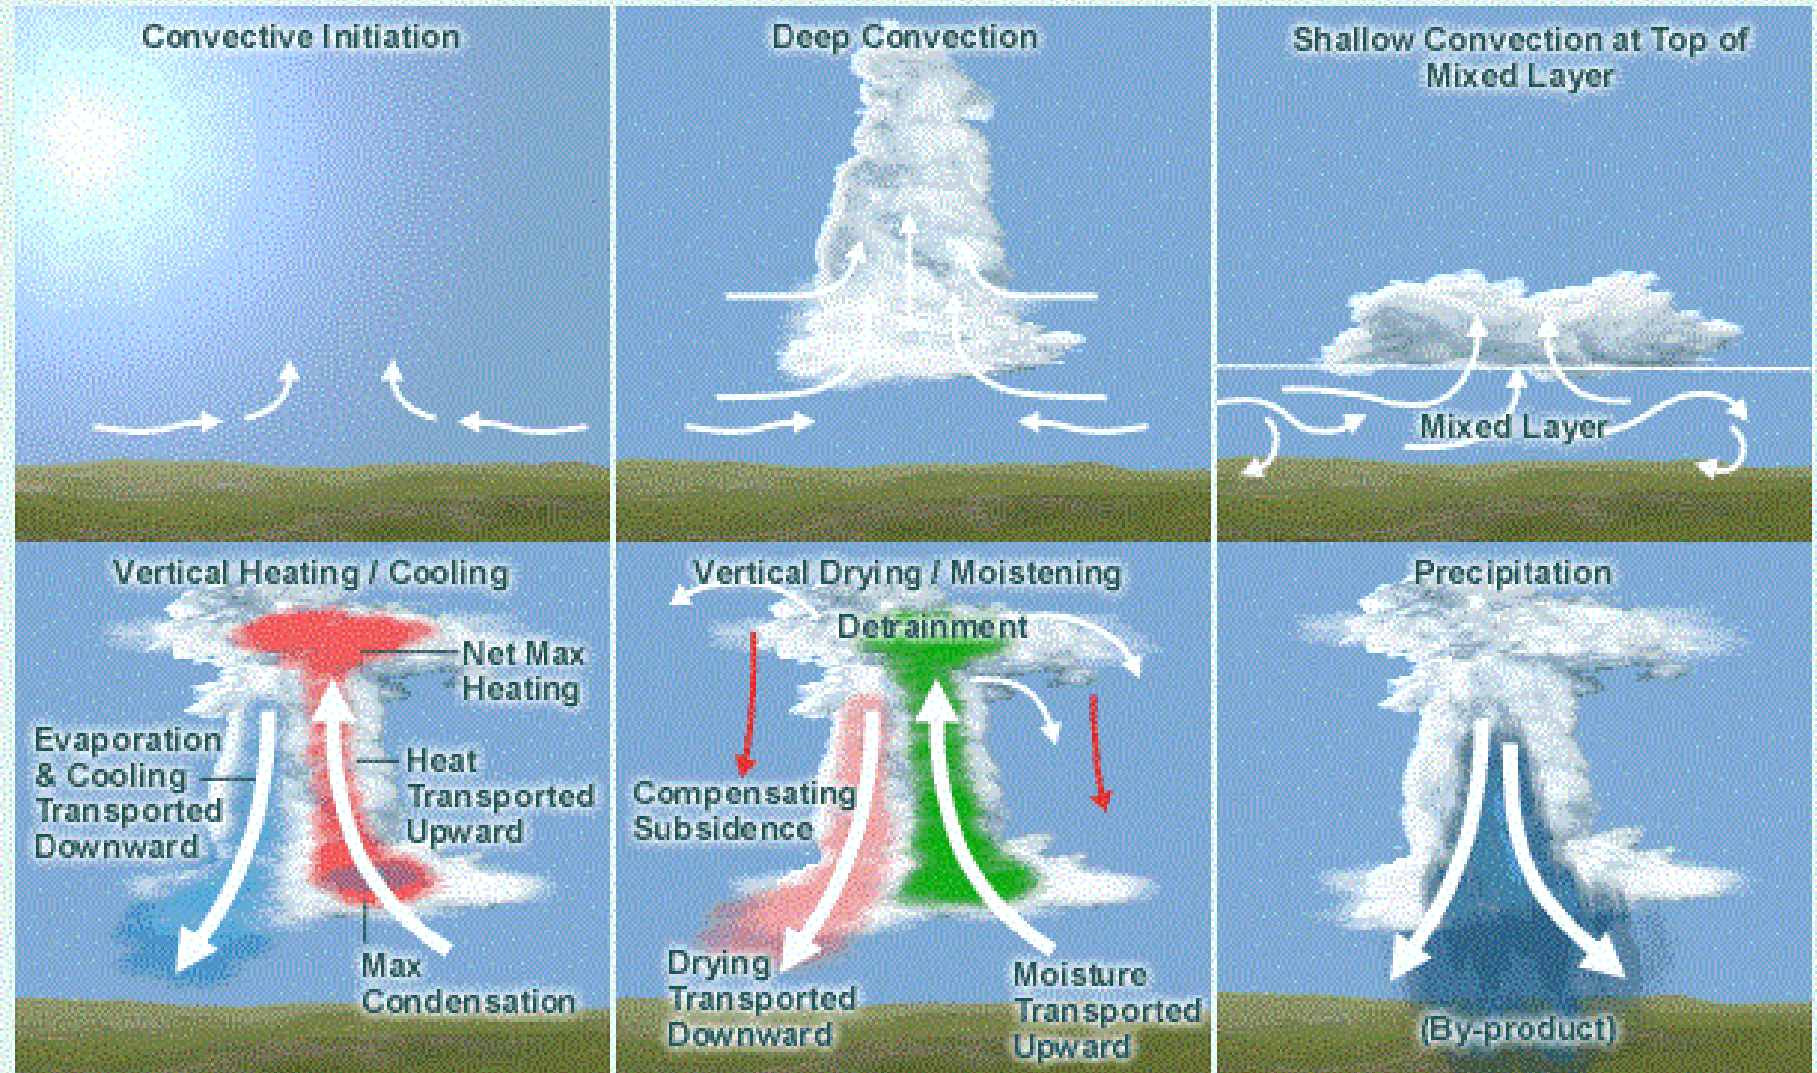 Convective Initiation
Deep Convection
Shallow Convection at Top of
Mixed Layer
Mixed Layer
Vertical Heating / Cooling
Net Max
Heating
Evaporation
& Cooling
Transported
Downward
Heat
Transported
Upward
Max
Condensation
Vertical Drying / Moistening
Detrainment
Compensating
Subsidence
Drying
Transported
Downward
Moisture
Transported
Upward
Precipitation
(By-product)